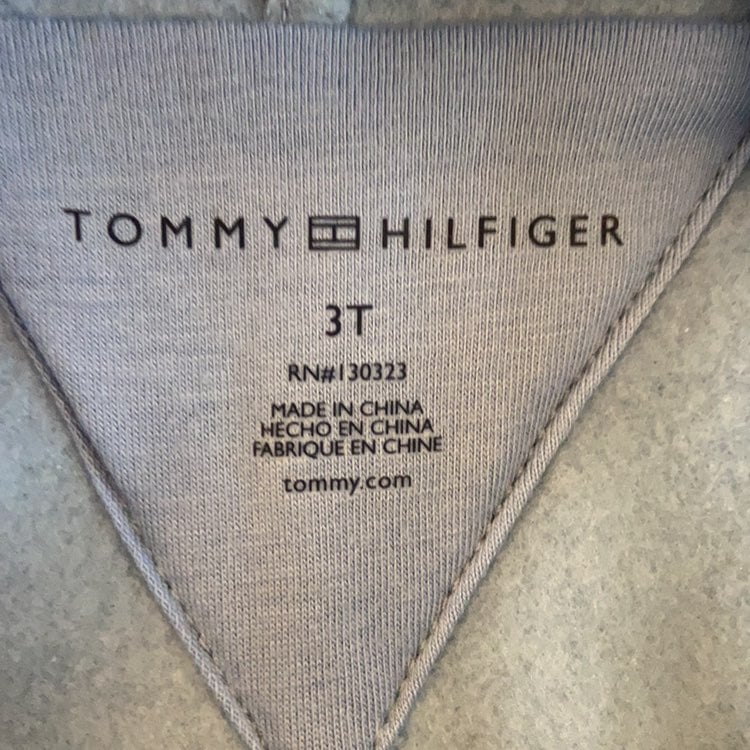 TOMMY HILFIGER
3T
RN#130323
MADE IN CHINA
HECHO EN CHINA
FABRIQUE EN CHINE
tommy.com